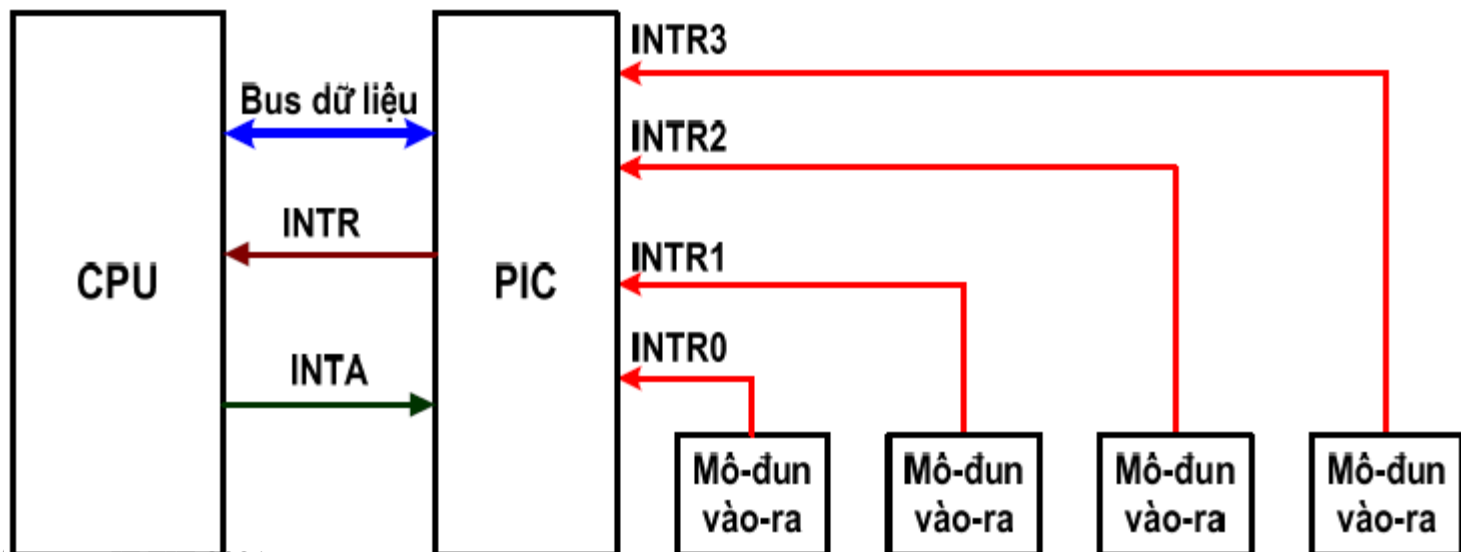 INTR3
Bus dữ liệu
INTR2
INTR
INTR1
CPU
PIC
INTR0
INTA
Mô-đun
vào-ra
Mô-đun
vào-ra
Mô-đun
vào-ra
Mô-đun
vào-ra